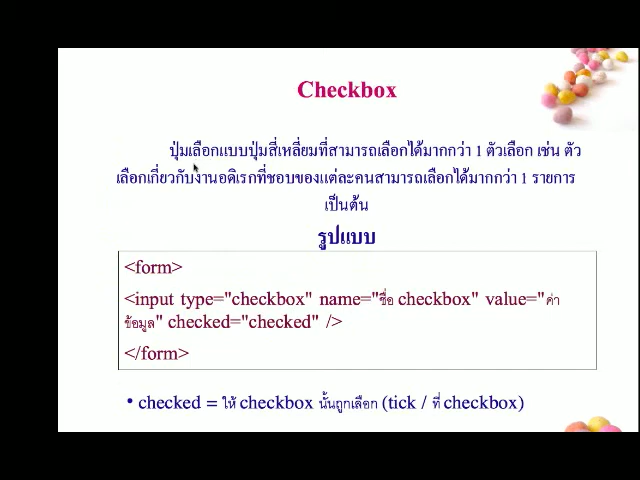 Checkbox
ปุ่มเลือกแบบปุ่มสี่เหลี่ยมที่สามารถเลือกได้มากกว่า 1 ตัวเลือก เช่น ตัว
เลือกเกี่ยวกับงานอดิเรกที่ชอบของแต่ละคนสามารถเลือกได้มากกว่า 1 รายการ
เป็นต้น
รูปแบบ
<form>
<input type="checkbox" name="ชื่อ checkbox" value="ค่า
ข้อมูล" checked="checked" />
</form>
• checked = ให้ checkbox นั้นถูกเลือก (tick / ที่ checkbox)